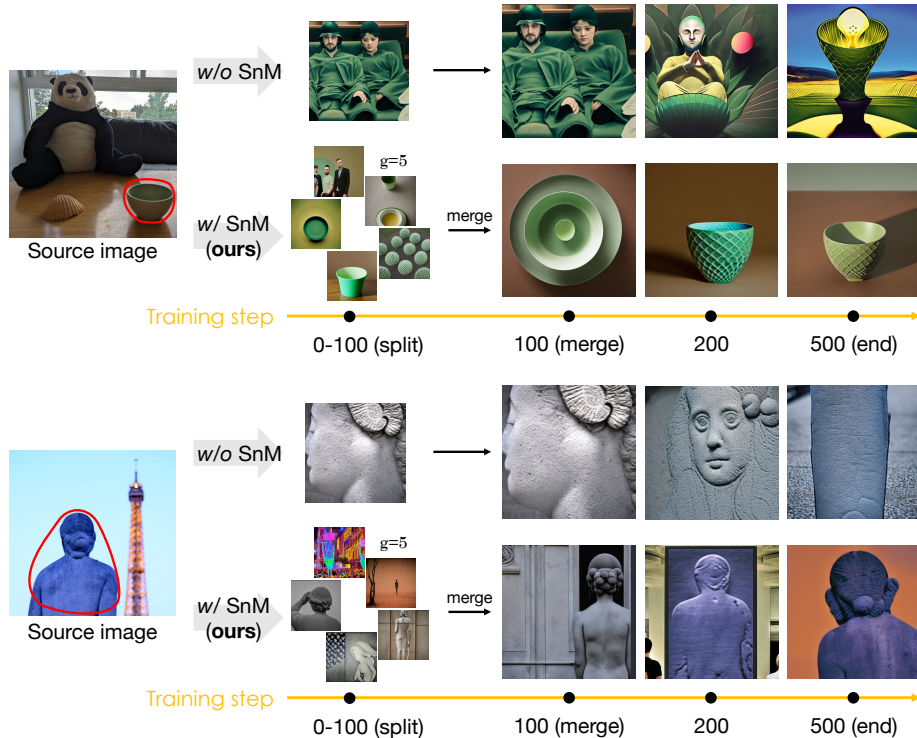 w/o SnM
g=5
merge
w/ SnM
(ours)
Source image
Training step
0-100 (split)
100 (merge)
200
500 (end)
w/o SnM
g=5
merge
w/ SnM
(ours)
Source image
Training step
0-100 (split)
100 (merge)
200
500 (end)